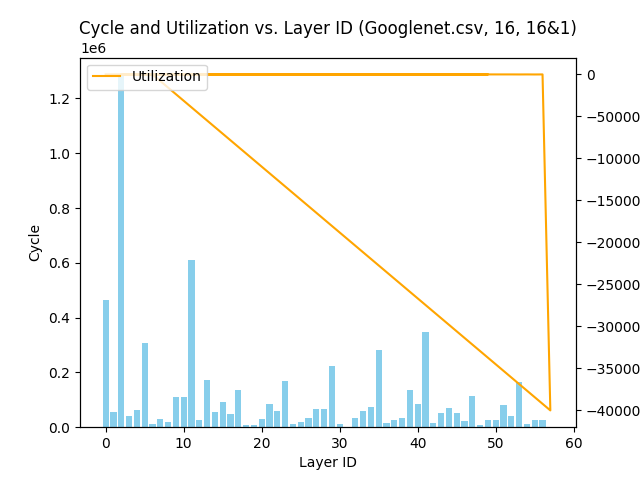 Cycle and Utilization vs. Layer ID (Googlenet.csv, 16, 16&1)
1e6
Utilization
1.2
1.0
0.8
0.6
0.4
0.2
0.0
Cycle
0
−5000
−10000
−15000
−20000
−25000
−30000
−35000
−40000
0 10 20 30 40 50 60
Layer ID